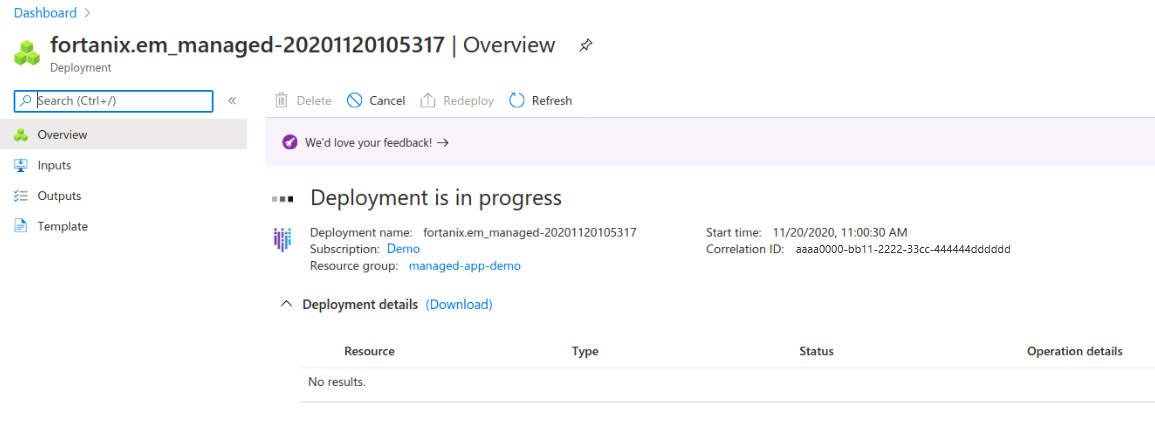 Dashboard >
fortanix.em_managed-20201120105317 | Overview
Deployment
Search (Ctrl+/) «
Delete Cancel Redeploy Refresh
Overview
Inputs
Outputs
Template
We'd love your feedback! →
Deployment is in progress
Deployment name: fortanix.em_managed-20201120105317 Start time: 11/20/2020, 11:00:30 AM
Subscription: Demo Correlation ID: aaaa0000-bb11-2222-33cc-444444dddddd
Resource group: managed-app-demo
Deployment details (Download)
Resource Type Status Operation details
No results.